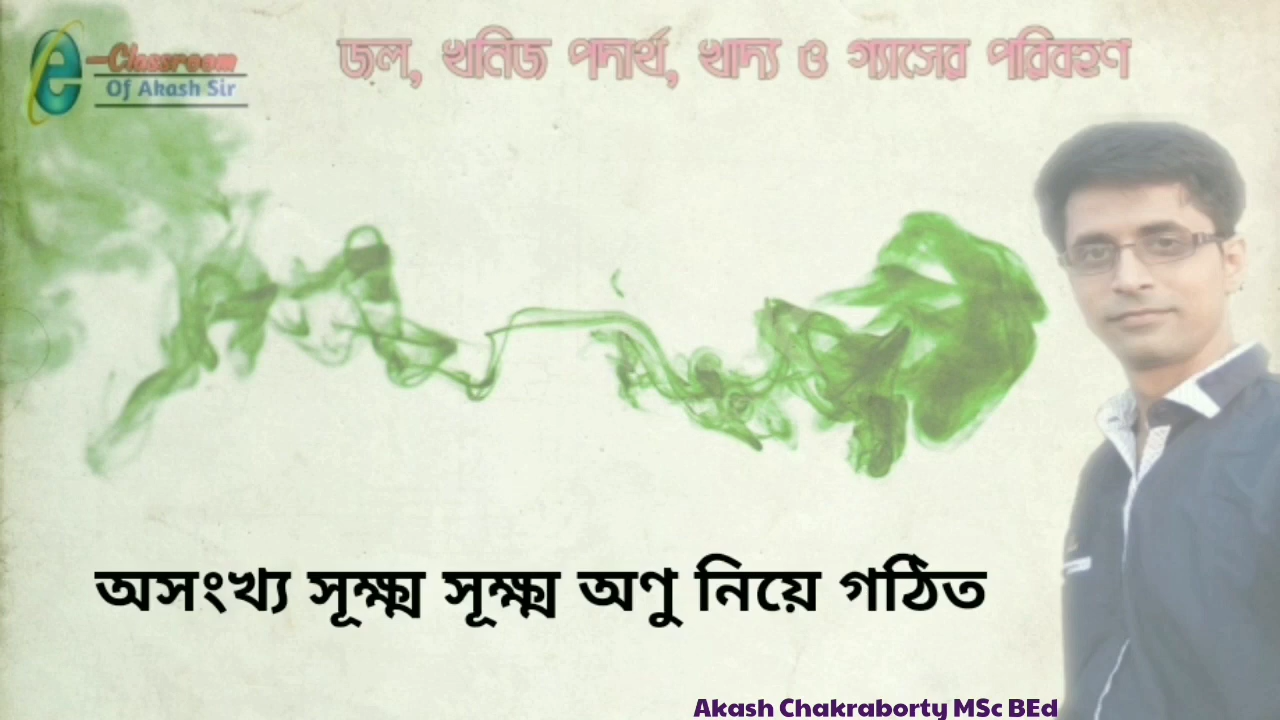 e-Classroom
Of Akash Sir
জল, খনিজ পদার্থ, খাদ্য ও গ্যাসের পরিবহণ
অসংখ্য সূক্ষ্ম সূক্ষ্ম অণু নিয়ে গঠিত
Akash Chakraborty MSc BEd